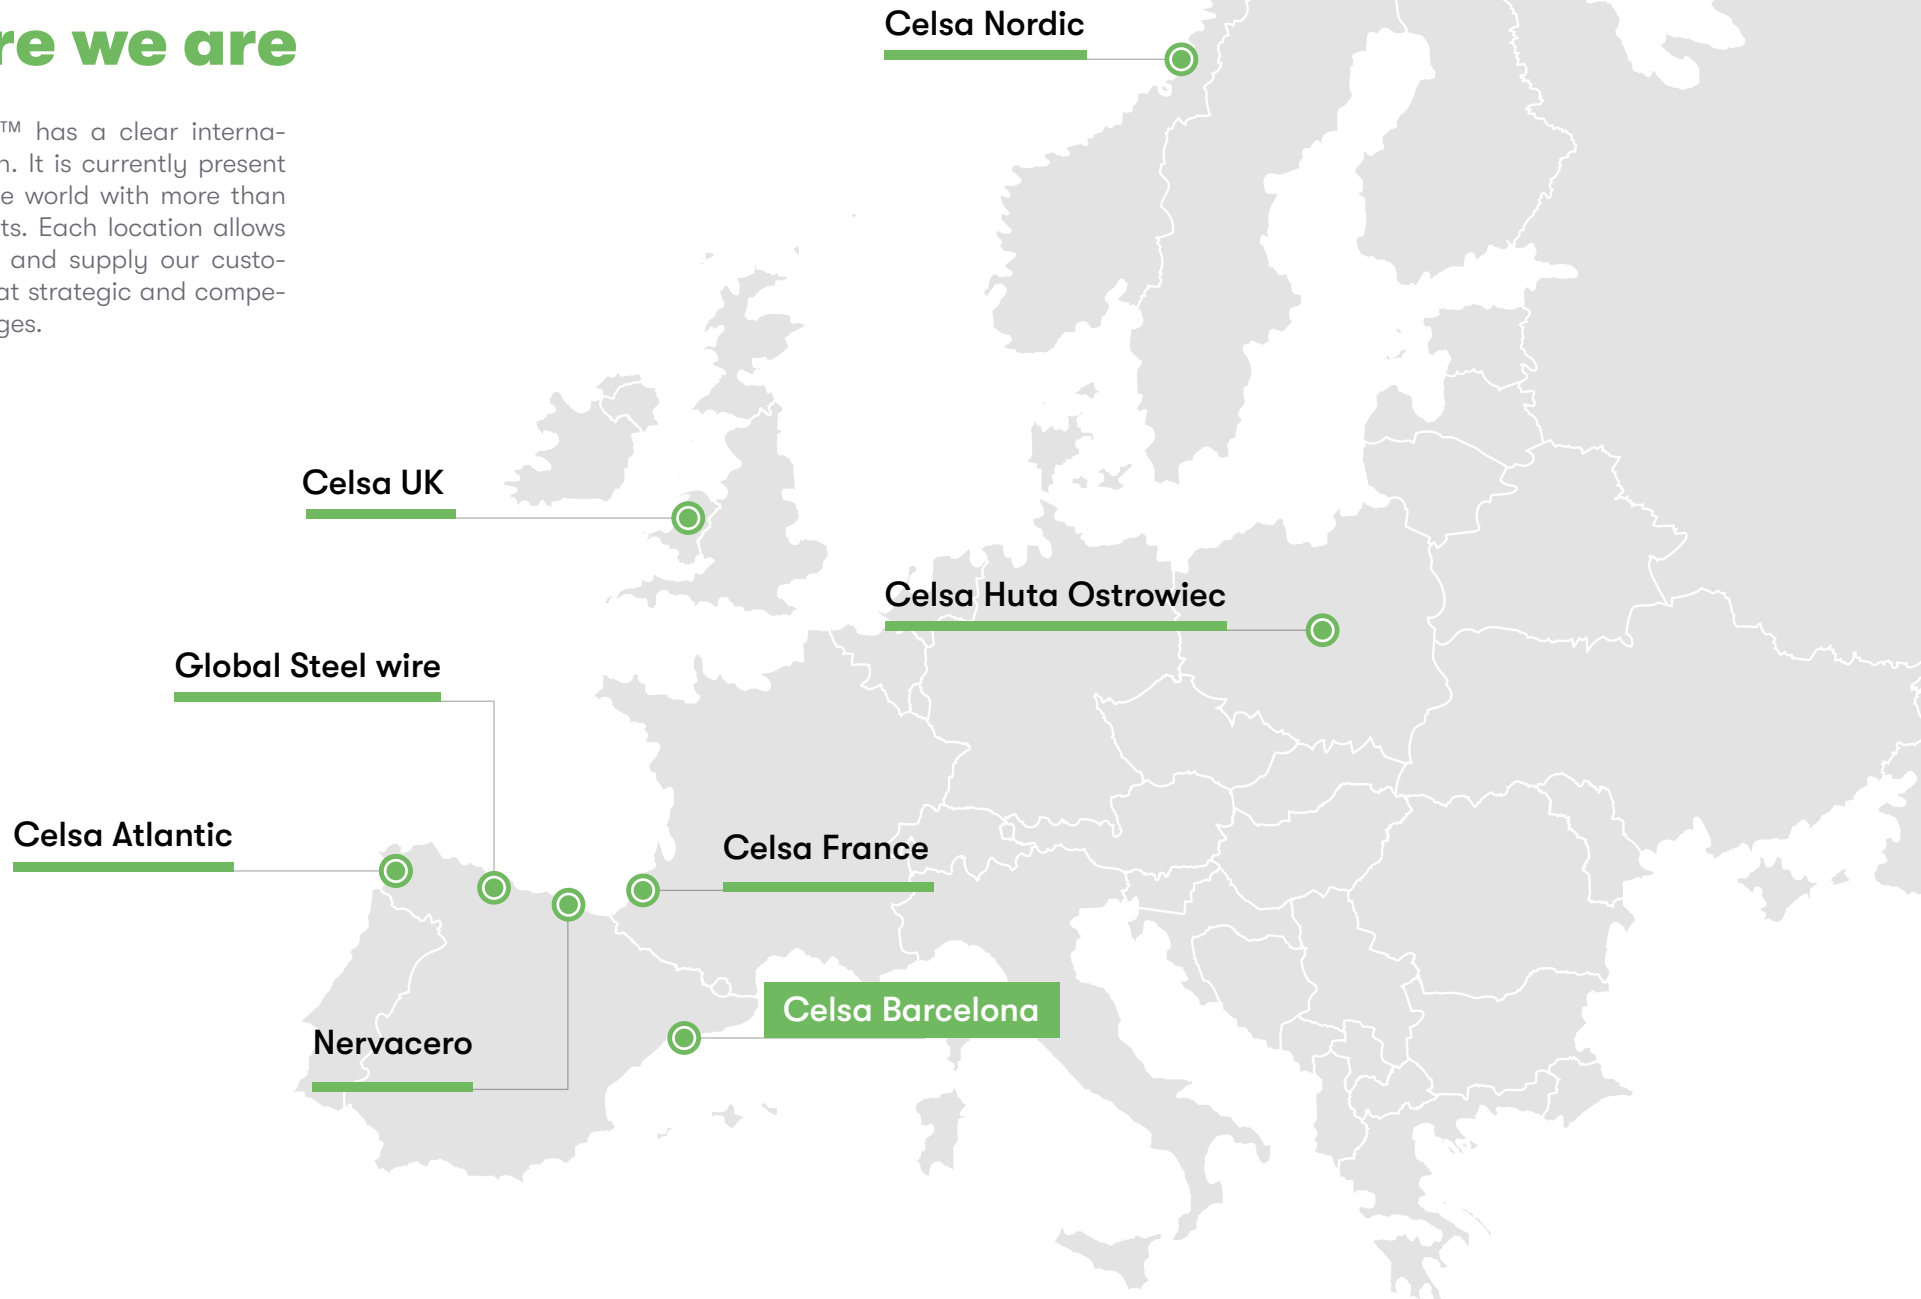 re we are
™ has a clear interna-
n. It is currently present
e world with more than
ts. Each location allows
and supply our custo-
at strategic and compe-
ges.
Celsa Nordic
Celsa UK
Celsa Huta Ostrowiec
Global Steel wire
Celsa Atlantic
Celsa France
Celsa Barcelona
Nervacero